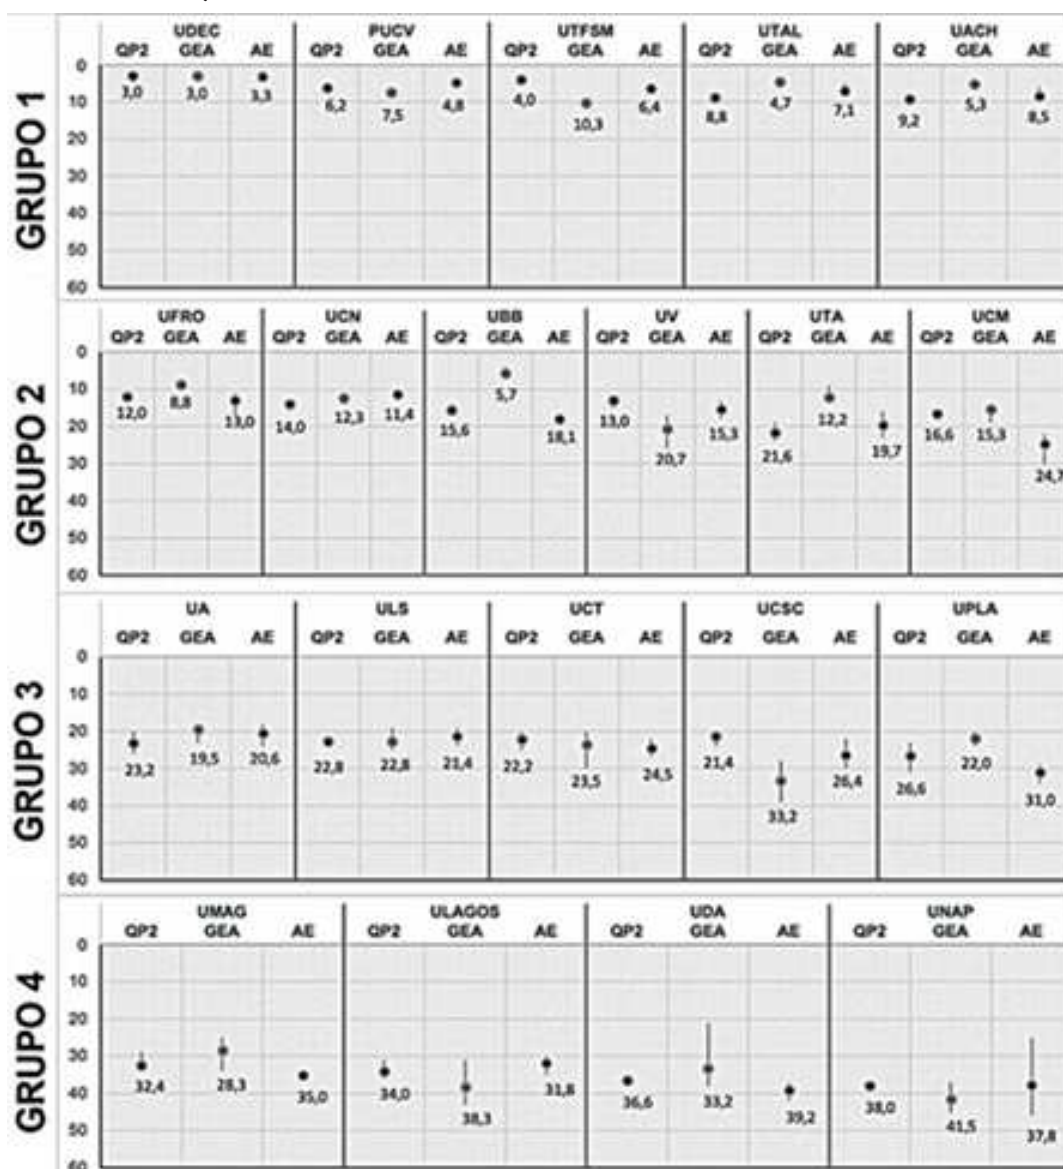 GRUPO 1
UDEC PUCV UTFSM UTAL UACH
QP2 GEA AE QP2 GEA AE QP2 GEA AE QP2 GEA AE QP2 GEA AE
0
10
20
30
40
50
60
3,0 3,0 3,3 6,2 7,5 4,8 4,0 10,3 6,4 8,8 4,7 7,1 9,2 5,3 8,5
GRUPO 2
UFRO UCN UBB UV UTA UCM
QP2 GEA AE QP2 GEA AE QP2 GEA AE QP2 GEA AE QP2 GEA AE QP2 GEA AE
0
10
20
30
40
50
60
12,0 8,8 13,0 14,0 12,3 11,4 15,6 5,7 18,1 13,0 20,7 15,3 21,6 12,2 19,7 16,6 15,3 24,7
GRUPO 3
UA ULS UCT UCSC UPLA
QP2 GEA AE QP2 GEA AE QP2 GEA AE QP2 GEA AE QP2 GEA AE
0
10
20
30
40
50
60
23,2 19,5 20,6 22,8 22,8 21,4 22,2 23,5 24,5 21,4 33,2 26,4 26,6 22,0 31,0
GRUPO 4
UMAG ULAGOS UDA UNAP
QP2 GEA AE QP2 GEA AE QP2 GEA AE QP2 GEA AE
0
10
20
30
40
50
60
32,4 28,3 35,0 34,0 38,3 31,8 36,6 33,2 39,2 38,0 41,5 37,8